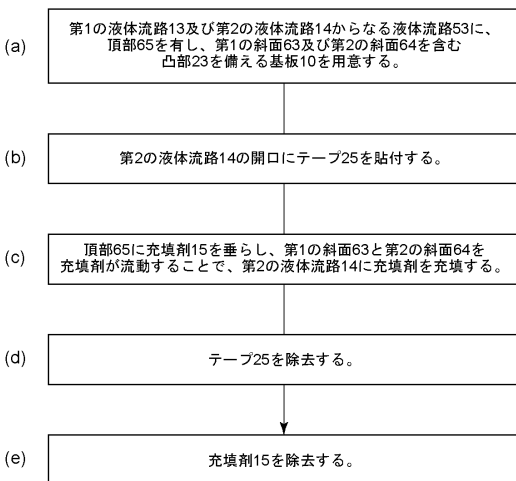 (a)
第1の液体流路13及び第2の液体流路14からなる液体流路53に、
頂部65を有し、第1の斜面63及び第2の斜面64を含む
凸部23を備える基板10を用意する。
(b)
第2の液体流路14の開口にテープ25を貼付する。
(c)
頂部65に充填剤15を垂らし、第1の斜面63と第2の斜面64を
充填剤が流動することで、第2の液体流路14に充填剤を充填する。
(d)
テープ25を除去する。
(e)
充填剤15を除去する。